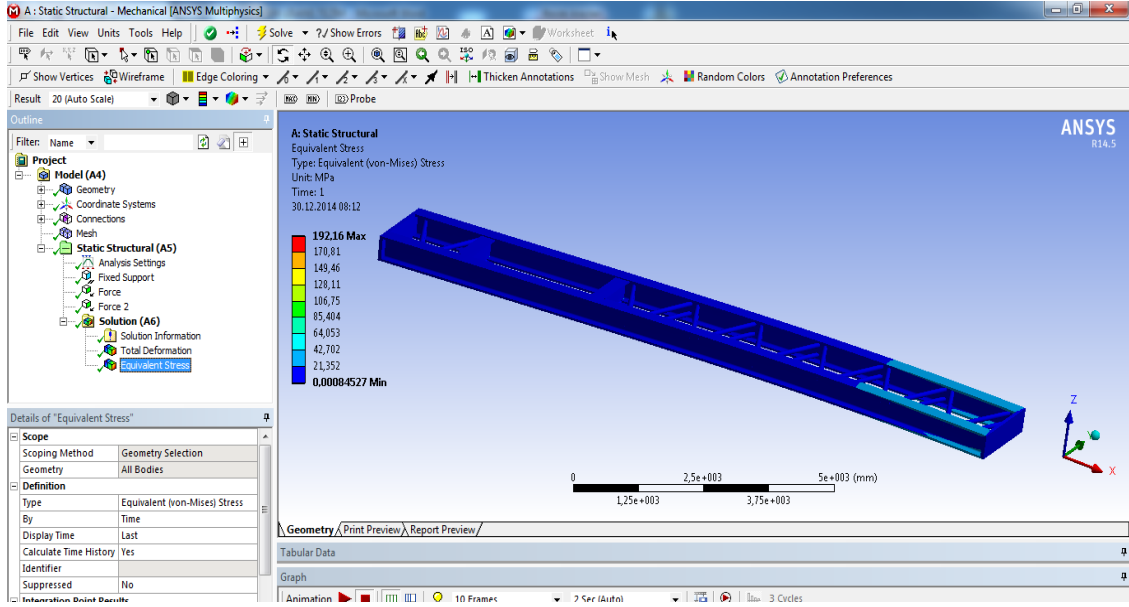 A : Static Structural - Mechanical [ANSYS Multiphysics]
File Edit View Units Tools Help Solve ?/ Show Errors A Worksheet
ISO
Show Vertices Wireframe Edge Coloring Thicken Annotations Show Mesh Random Colors Annotation Preferences
Result 20 (Auto Scale) MAX MIN Probe
Outline
Filter: Name
Project
Model (A4)
Geometry
Coordinate Systems
Connections
Mesh
Static Structural (A5)
Analysis Settings
Fixed Support
Force
Force 2
Solution (A6)
Solution Information
Total Deformation
Equivalent Stress
A: Static Structural
Equivalent Stress
Type: Equivalent (von-Mises) Stress
Unit: MPa
Time: 1
30.12.2014 08:12
192,16 Max
170,81
149,46
128,11
106,75
85,404
64,053
42,702
21,352
0,00084527 Min
ANSYS
R14.5
Z
X
0 2,5e+003 5e+003 (mm)
1,25e+003 3,75e+003
Details of "Equivalent Stress"
Scope
Scoping Method Geometry Selection
Geometry All Bodies
Definition
Type Equivalent (von-Mises) Stress
By Time
Display Time Last
Calculate Time History Yes
Identifier
Suppressed No
Integration Point Results
Geometry Print Preview Report Preview
Tabular Data
Graph
Animation 10 Frames 2 Sec (Auto) 3 Cycles